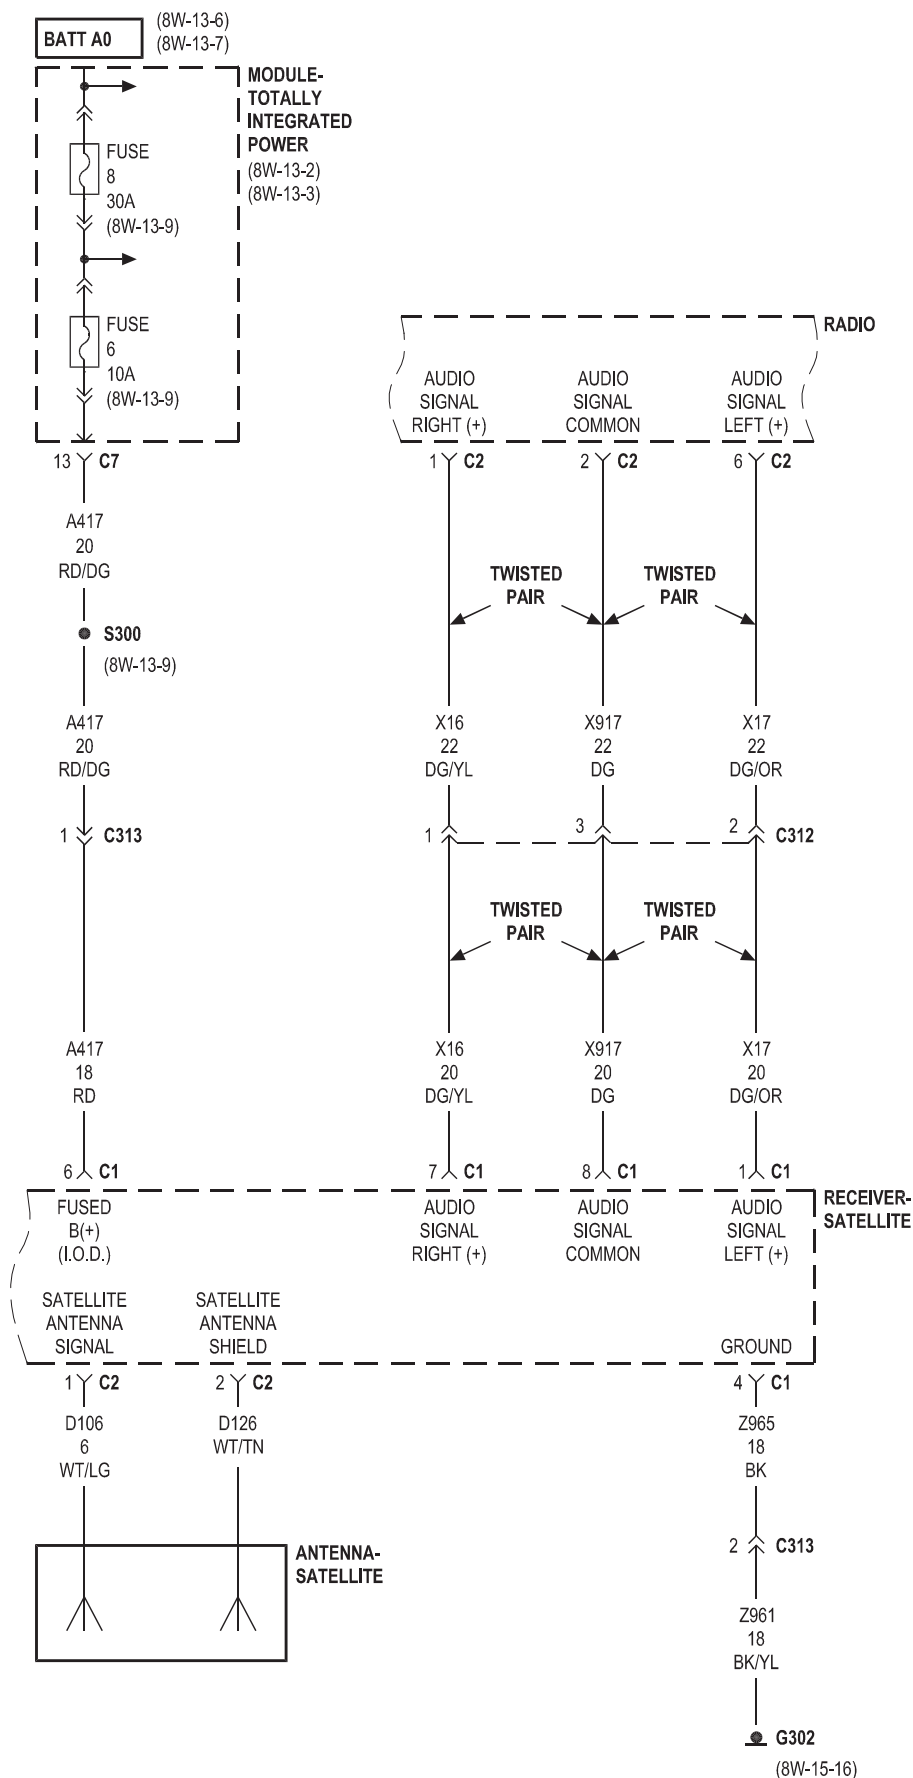 BATT A0
(8W-13-6)
(8W-13-7)
MODULE-
TOTALLY
INTEGRATED
POWER
(8W-13-2)
(8W-13-3)
FUSE
8
30A
(8W-13-9)
FUSE
6
10A
(8W-13-9)
RADIO
AUDIO
SIGNAL
RIGHT (+)
AUDIO
SIGNAL
COMMON
AUDIO
SIGNAL
LEFT (+)
13 C7
1 C2
2 C2
6 C2
A417
20
RD/DG
TWISTED
PAIR
TWISTED
PAIR
S300
(8W-13-9)
A417
20
RD/DG
X16
22
DG/YL
X917
22
DG
X17
22
DG/OR
1 C313
1
3
2 C312
TWISTED
PAIR
TWISTED
PAIR
A417
18
RD
X16
20
DG/YL
X917
20
DG
X17
20
DG/OR
6 C1
7 C1
8 C1
1 C1
RECEIVER-
SATELLITE
FUSED
B(+)
(I.O.D.)
AUDIO
SIGNAL
RIGHT (+)
AUDIO
SIGNAL
COMMON
AUDIO
SIGNAL
LEFT (+)
SATELLITE
ANTENNA
SIGNAL
SATELLITE
ANTENNA
SHIELD
GROUND
1 C2
2 C2
4 C1
D106
6
WT/LG
D126
WT/TN
Z965
18
BK
ANTENNA-
SATELLITE
2 C313
Z961
18
BK/YL
G302
(8W-15-16)